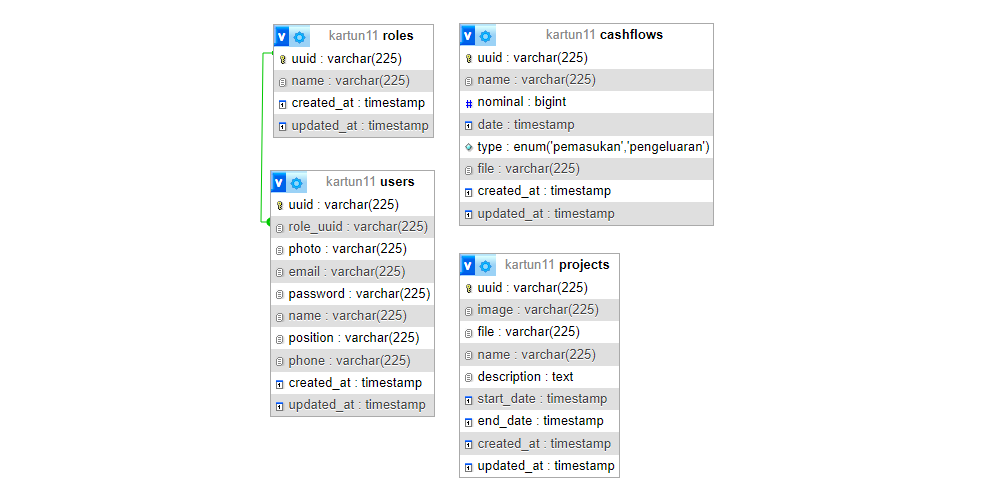 kartun11 roles
uuid : varchar(225)
name : varchar(225)
created_at : timestamp
updated_at : timestamp
kartun11 users
uuid : varchar(225)
role_uuid : varchar(225)
photo : varchar(225)
email : varchar(225)
password : varchar(225)
name : varchar(225)
position : varchar(225)
phone : varchar(225)
created_at : timestamp
updated_at : timestamp
kartun11 cashflows
uuid : varchar(225)
name : varchar(225)
# nominal : bigint
date : timestamp
type : enum('pemasukan','pengeluaran')
file : varchar(225)
created_at : timestamp
updated_at : timestamp
kartun11 projects
uuid : varchar(225)
image : varchar(225)
file : varchar(225)
name : varchar(225)
description : text
start_date : timestamp
end_date : timestamp
created_at : timestamp
updated_at : timestamp